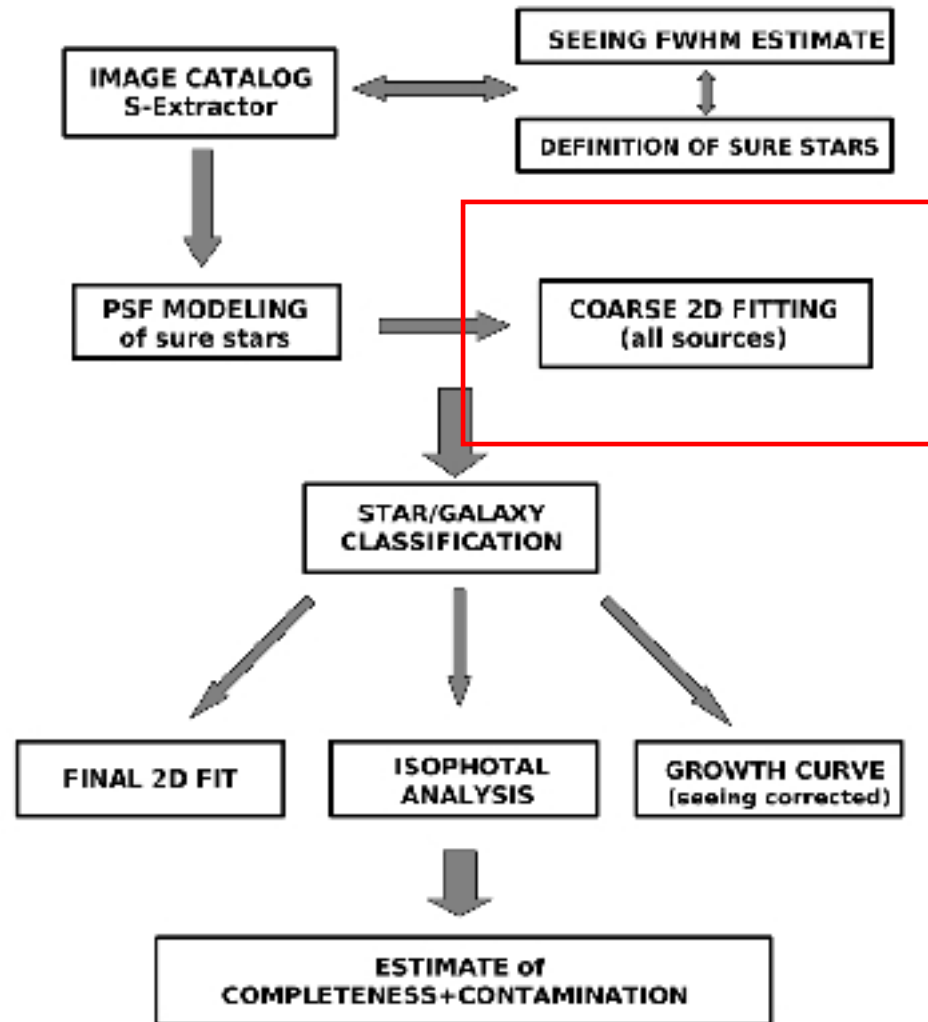 SEEING FWHM ESTIMATE
IMAGE CATALOG
S-Extractor
DEFINITION OF SURE STARS
PSF MODELING
of sure stars
COARSE 2D FITTING
(all sources)
STAR/GALAXY
CLASSIFICATION
FINAL 2D FIT
ISOPHOTAL
ANALYSIS
GROWTH CURVE
(seeing corrected)
ESTIMATE of
COMPLETENESS+CONTAMINATION